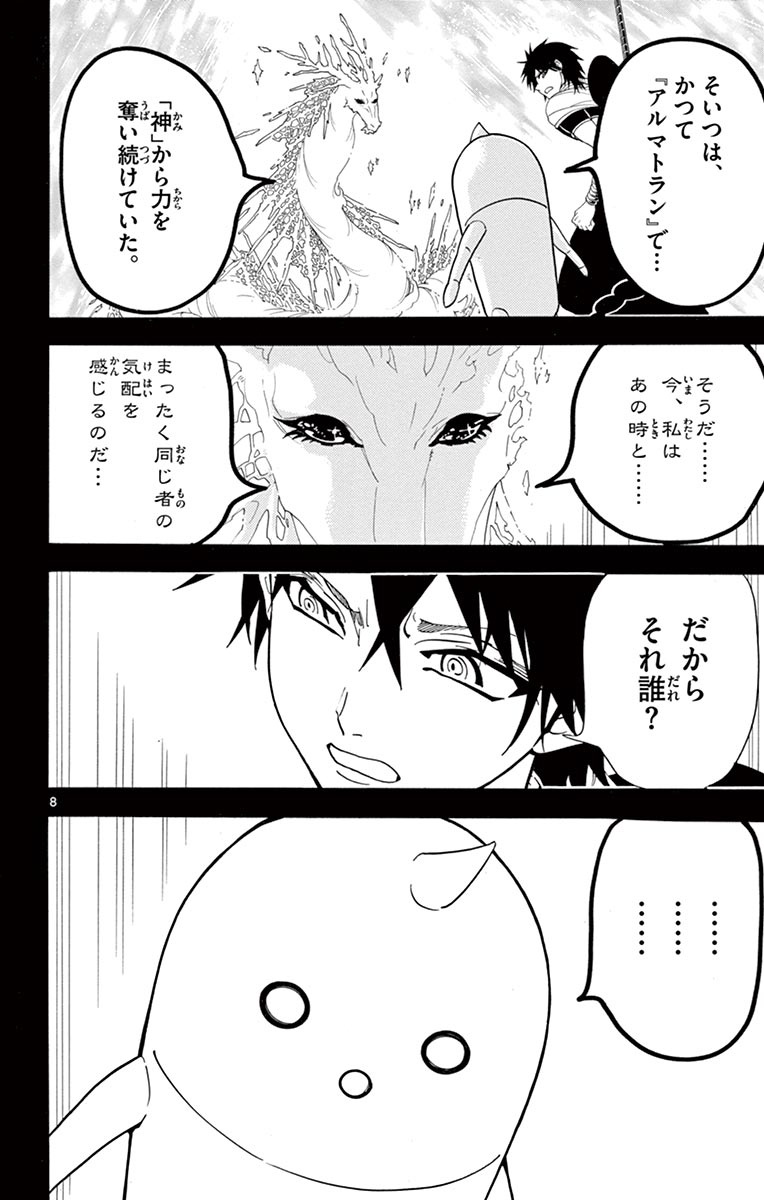 そいつは、
かつて
『アルマトラン』で…
「神」から力を
奪い続けていた。
そうだ……
今、私は
あの時と……
まったく同じ者の
気配を
感じるのだ…
だから
それ誰?
………
………
………
8